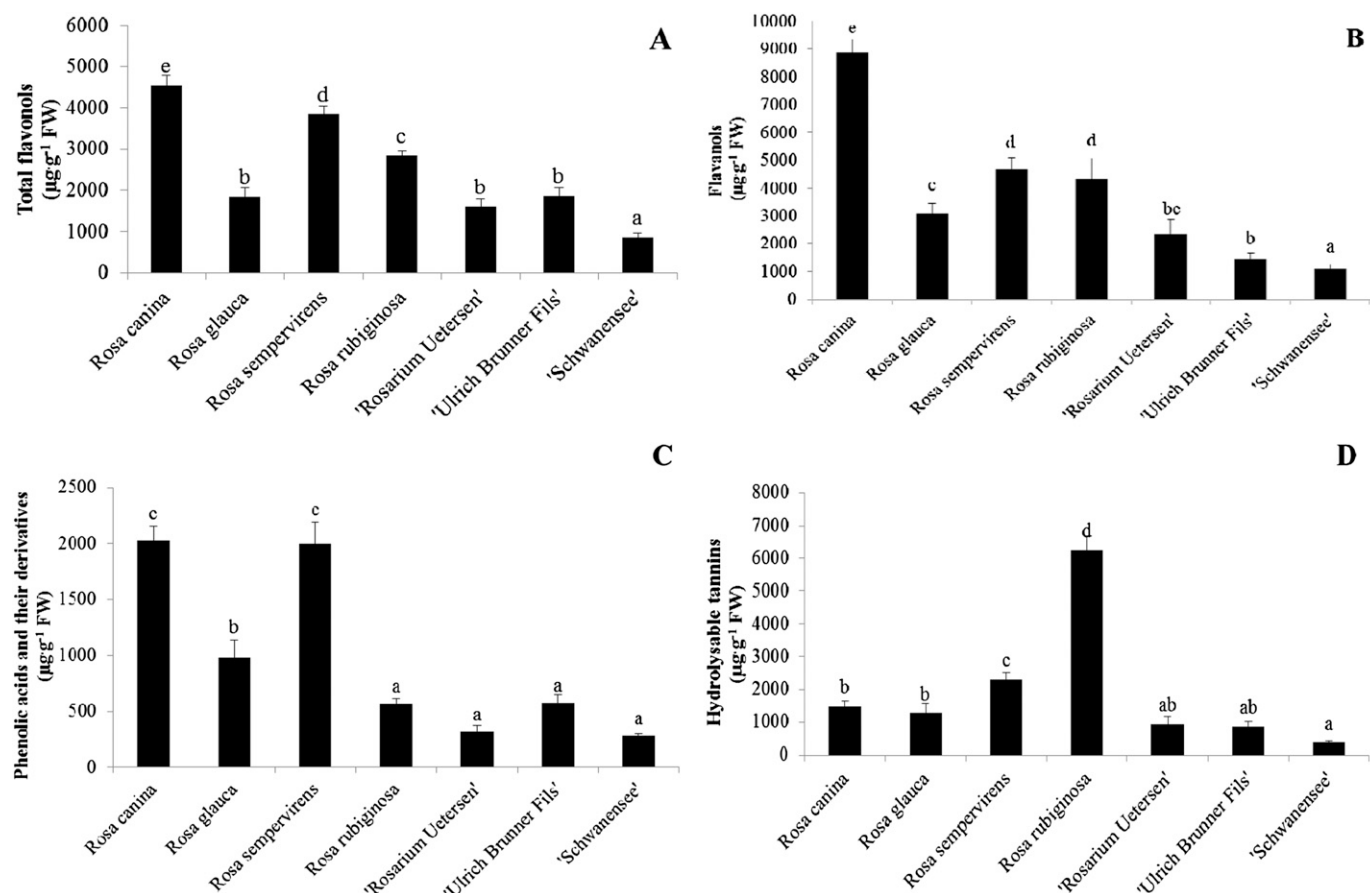 A
Total flavonols
(µg·g⁻¹ FW)
6000
5000
4000
3000
2000
1000
0
e
b
d
c
b
b
a
Rosa canina
Rosa glauca
Rosa sempervirens
Rosa rubiginosa
'Rosarium Uetersen'
'Ulrich Brunner Fils'
'Schwanensee'
B
Flavanols
(µg·g⁻¹ FW)
10000
9000
8000
7000
6000
5000
4000
3000
2000
1000
0
e
c
d
d
bc
b
a
Rosa canina
Rosa glauca
Rosa sempervirens
Rosa rubiginosa
'Rosarium Uetersen'
'Ulrich Brunner Fils'
'Schwanensee'
C
Phenolic acids and their derivatives
(µg·g⁻¹ FW)
2500
2000
1500
1000
500
0
c
b
c
a
a
a
a
Rosa canina
Rosa glauca
Rosa sempervirens
Rosa rubiginosa
'Rosarium Uetersen'
'Ulrich Brunner Fils'
'Schwanensee'
D
Hydrolysable tannins
(µg·g⁻¹ FW)
8000
7000
6000
5000
4000
3000
2000
1000
0
b
b
c
d
ab
ab
a
Rosa canina
Rosa glauca
Rosa sempervirens
Rosa rubiginosa
'Rosarium Uetersen'
'Ulrich Brunner Fils'
'Schwanensee'